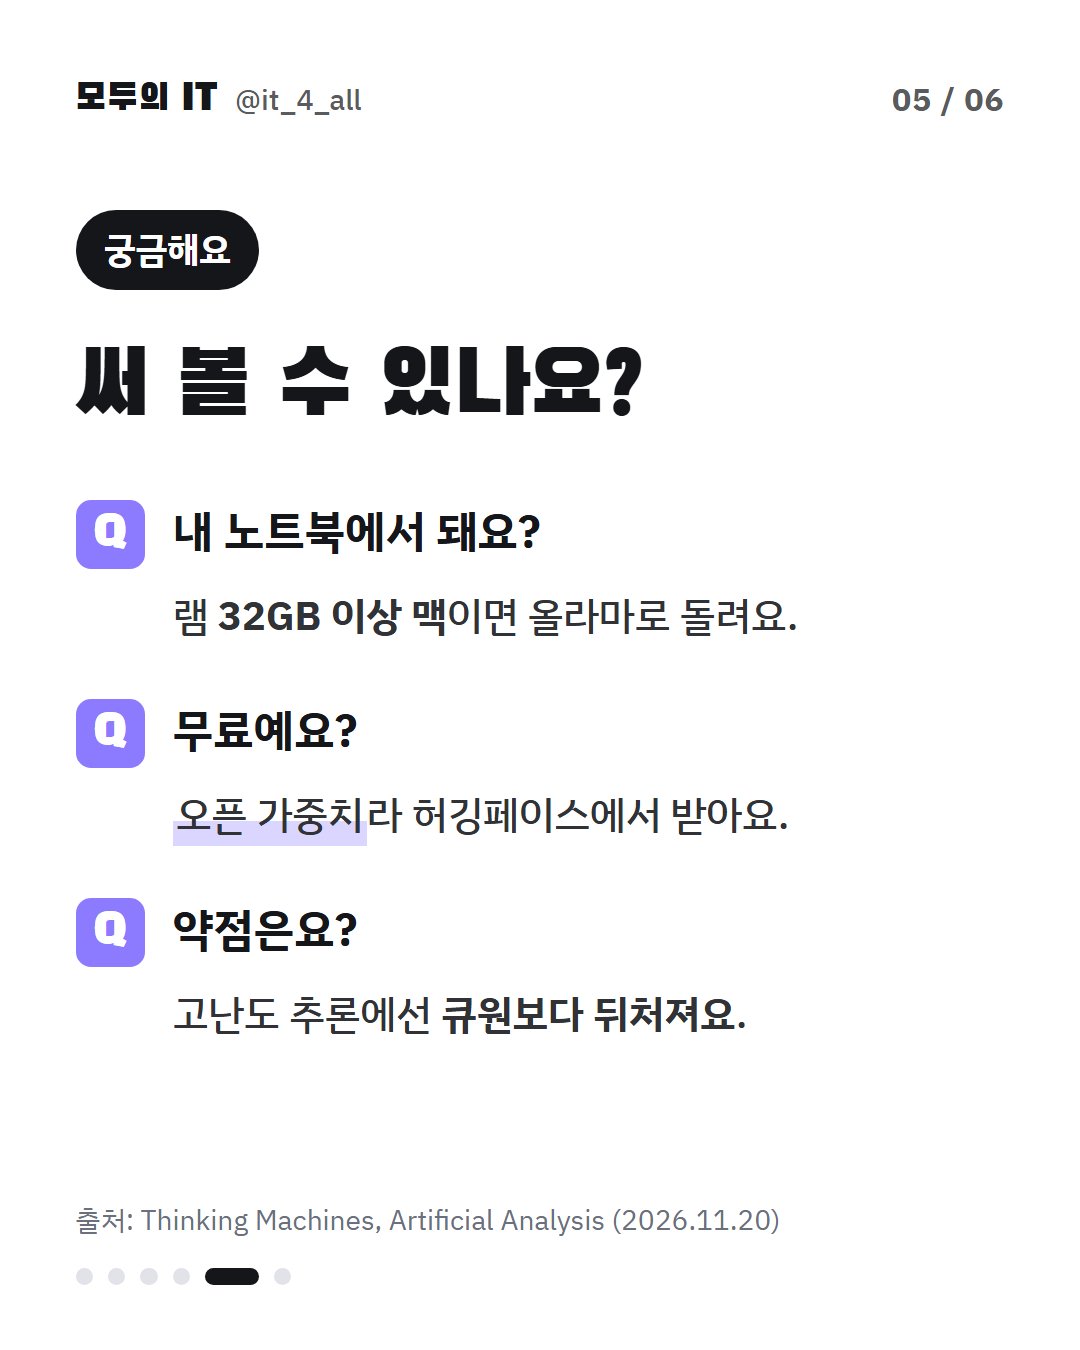 모두의 IT @it_4_all
05 / 06
궁금해요
써 볼 수 있나요?
Q 내 노트북에서 돼요?
램 32GB 이상 맥이면 올라마로 돌려요.
Q 무료예요?
오픈 가중치라 허깅페이스에서 받아요.
Q 약점은요?
고난도 추론에선 큐원보다 뒤처져요.
출처: Thinking Machines, Artificial Analysis (2026.11.20)